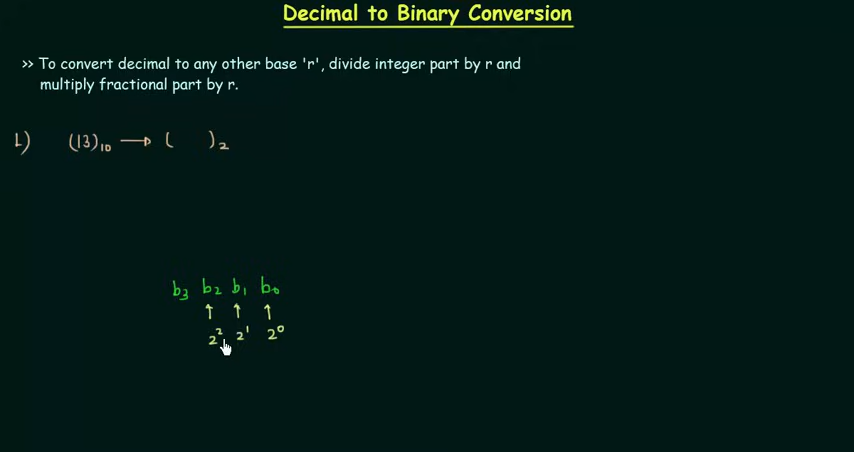 Decimal to Binary Conversion
>> To convert decimal to any other base 'r', divide integer part by r and
multiply fractional part by r.
1) (13)₁₀ → ( )₂
b₃ b₂ b₁ b₀
↑ ↑ ↑
2² 2¹ 2⁰